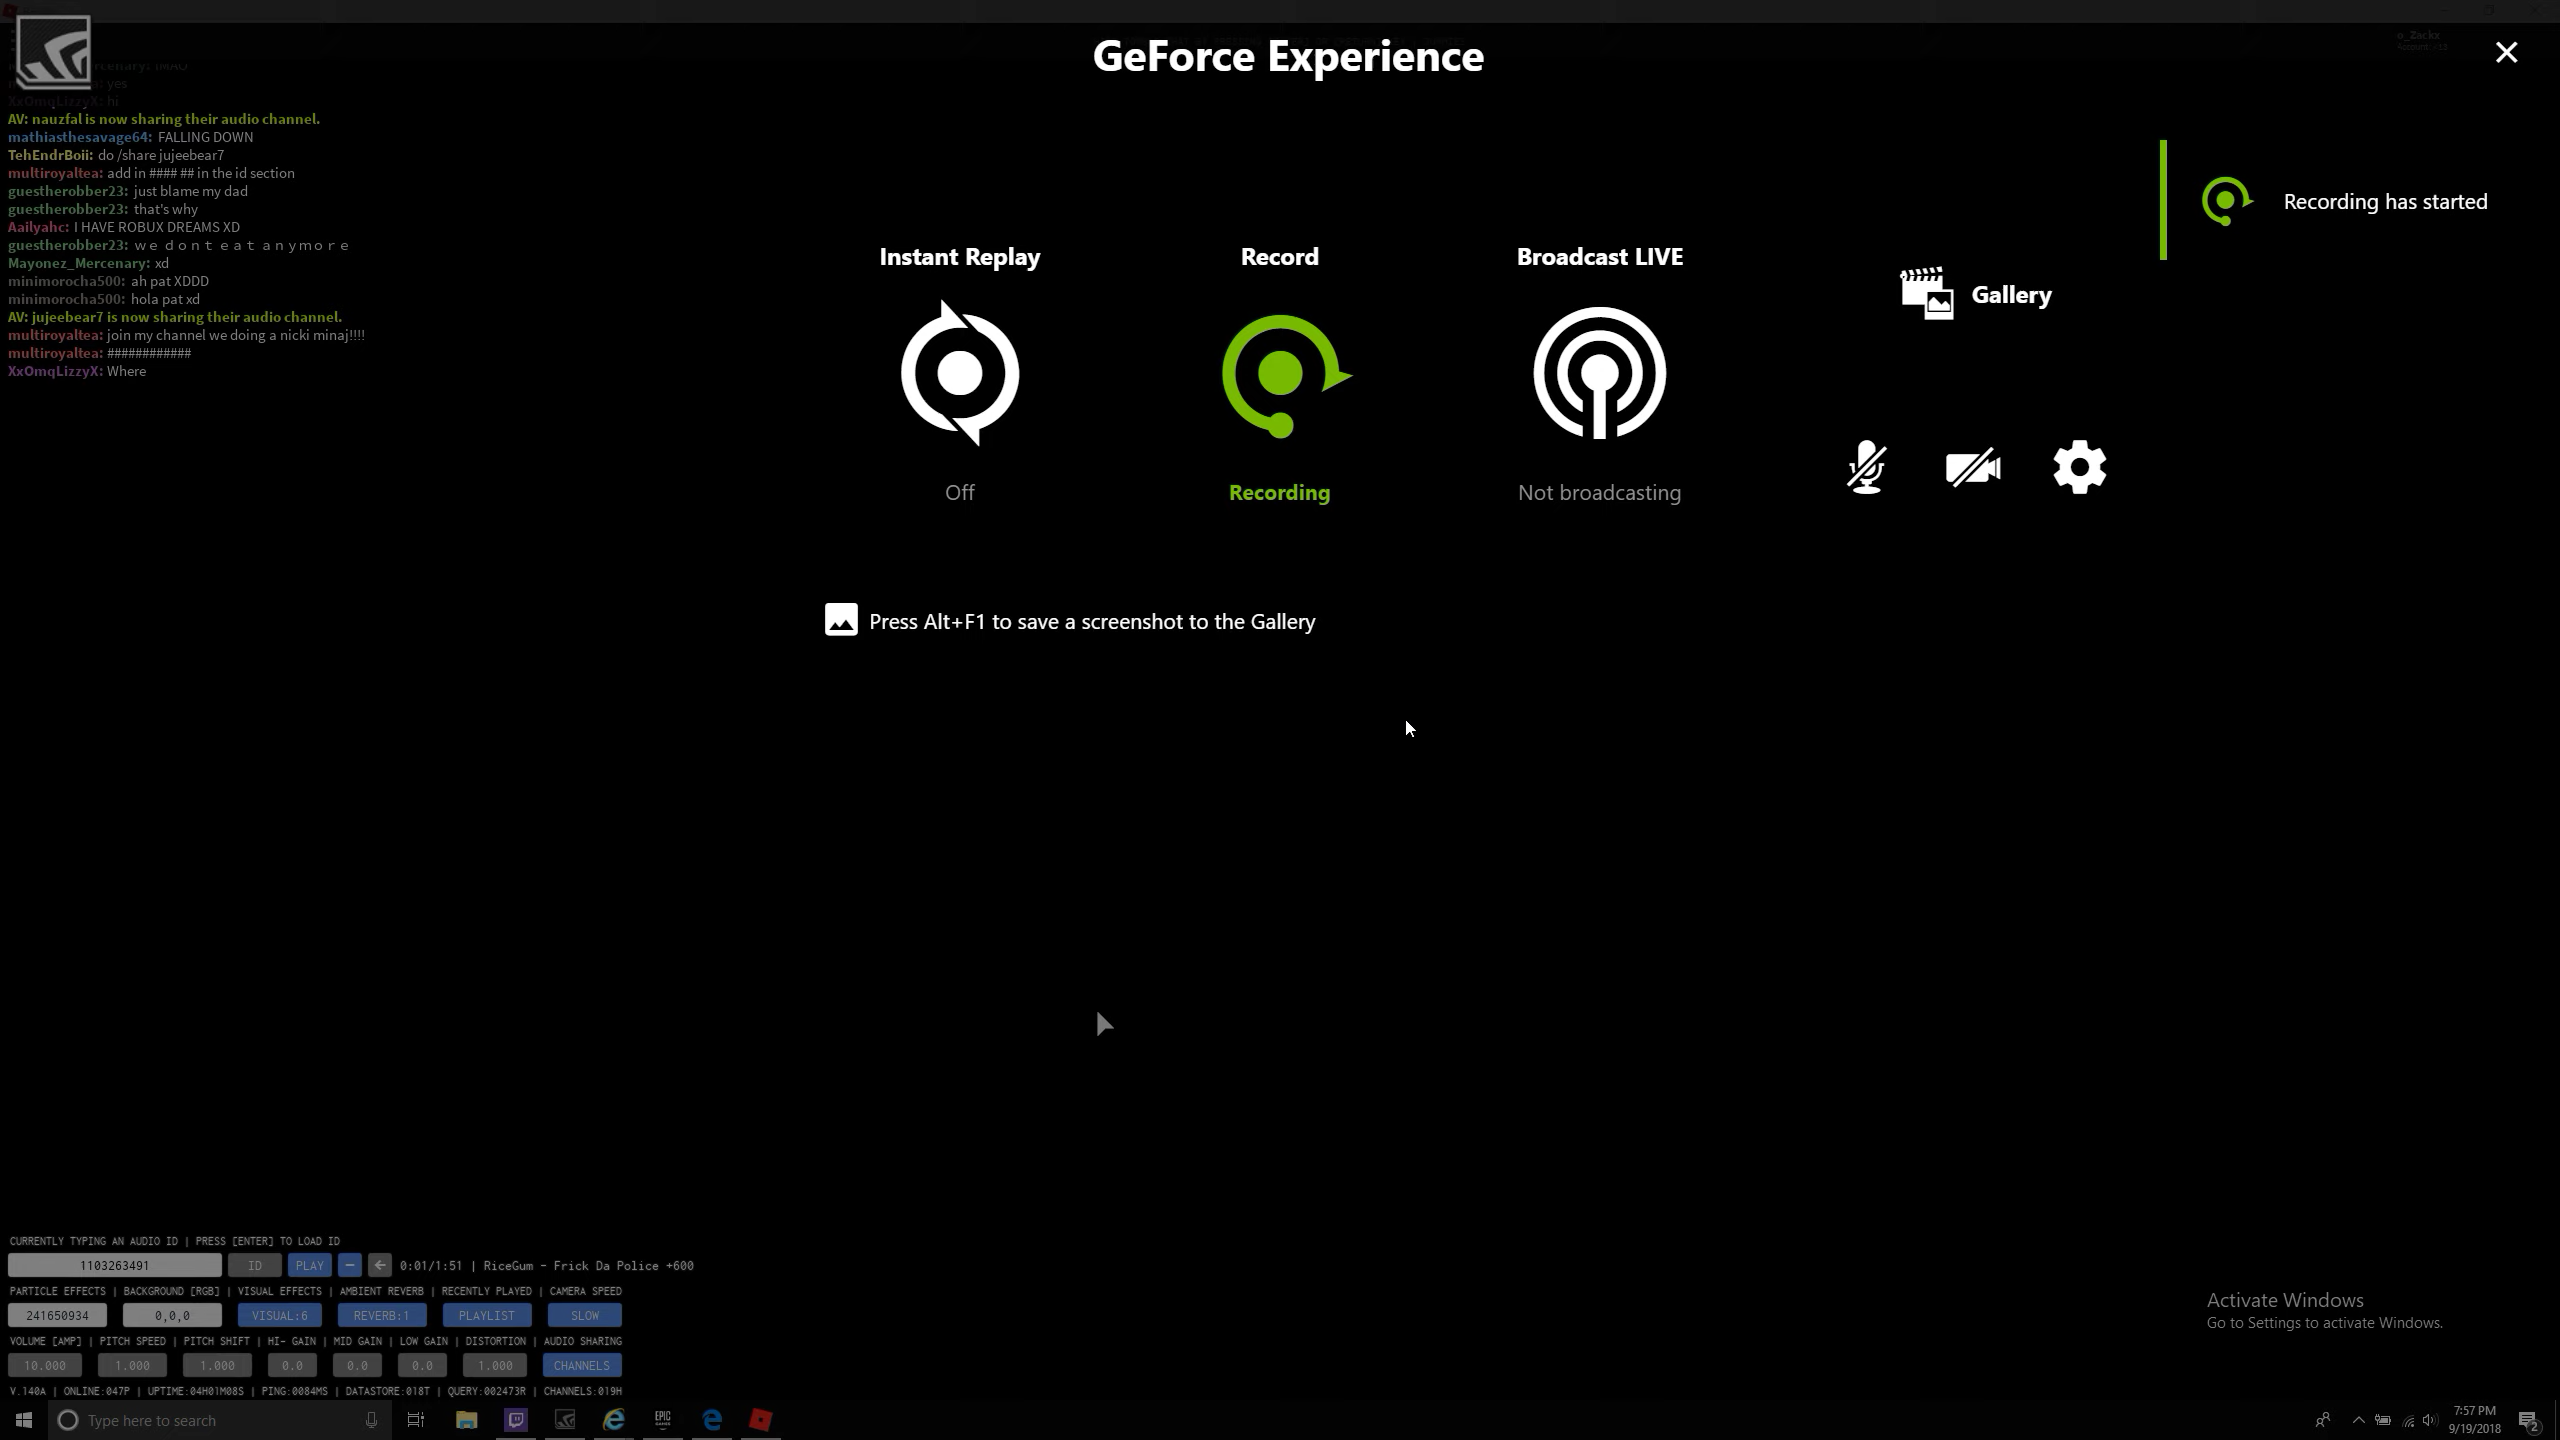 GeForce Experience
o_Zackx
yes
XxOmqLizzyX: hi
AV: nauzfal is now sharing their audio channel.
mathiasthesavage64: FALLING DOWN
TehEndrBoii: do /share jujeebear7
multiroyaltea: add in #### ## in the id section
guestherobber23: just blame my dad
guestherobber23: that's why
Aailyahc: I HAVE ROBUX DREAMS XD
guestherobber23: w e d o n t e a t a n y m o r e
Mayonez_Mercenary: xd
minimorocha500: ah pat XDDD
minimorocha500: hola pat xd
AV: jujeebear7 is now sharing their audio channel.
multiroyaltea: join my channel we doing a nicki minaj!!!!
multiroyaltea: ############
XxOmqLizzyX: Where
Recording has started
Instant Replay
Record
Broadcast LIVE
Gallery
Off
Recording
Not broadcasting
Press Alt+F1 to save a screenshot to the Gallery
CURRENTLY TYPING AN AUDIO ID | PRESS [ENTER] TO LOAD ID
1103263491 ID PLAY − ← 0:01/1:51 | RiceGum - Frick Da Police +600
PARTICLE EFFECTS | BACKGROUND [RGB] | VISUAL EFFECTS | AMBIENT REVERB | RECENTLY PLAYED | CAMERA SPEED
241650934 0,0,0 VISUAL:6 REVERB:1 PLAYLIST SLOW
VOLUME [AMP] | PITCH SPEED | PITCH SHIFT | HI- GAIN | MID GAIN | LOW GAIN | DISTORTION | AUDIO SHARING
10.000 1.000 1.000 0.0 0.0 0.0 1.000 CHANNELS
V.140A | ONLINE:047P | UPTIME:04H01M08S | PING:0084MS | DATASTORE:018T | QUERY:002473R | CHANNELS:019H
Activate Windows
Go to Settings to activate Windows.
Type here to search
EPIC
GAMES
7:57 PM
9/19/2018
2